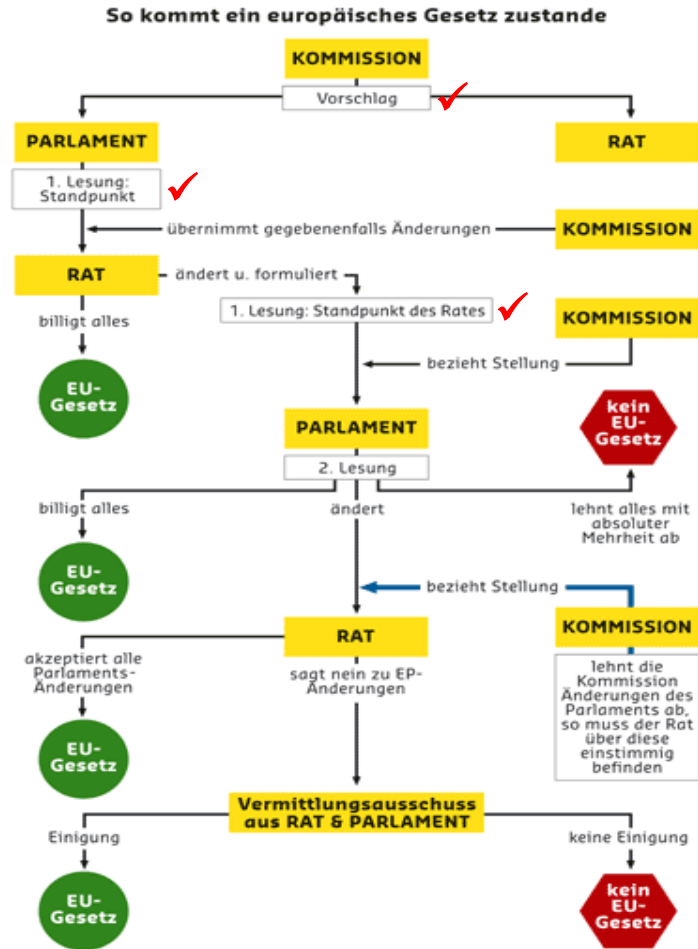 So kommt ein europäisches Gesetz zustande
KOMMISSION
Vorschlag
PARLAMENT
RAT
1. Lesung:
Standpunkt
übernimmt gegebenenfalls Änderungen
KOMMISSION
RAT
ändert u. formuliert
1. Lesung: Standpunkt des Rates
KOMMISSION
billigt alles
bezieht Stellung
EU-
Gesetz
kein
EU-
Gesetz
PARLAMENT
2. Lesung
billigt alles
ändert
lehnt alles mit
absoluter
Mehrheit ab
EU-
Gesetz
bezieht Stellung
KOMMISSION
lehnt die
Kommission
Änderungen des
Parlaments ab,
so muss der Rat
über diese
einstimmig
befinden
RAT
akzeptiert alle
Parlaments-
Änderungen
sagt nein zu EP-
Änderungen
EU-
Gesetz
Vermittlungsausschuss
aus RAT & PARLAMENT
Einigung
keine Einigung
EU-
Gesetz
kein
EU-
Gesetz